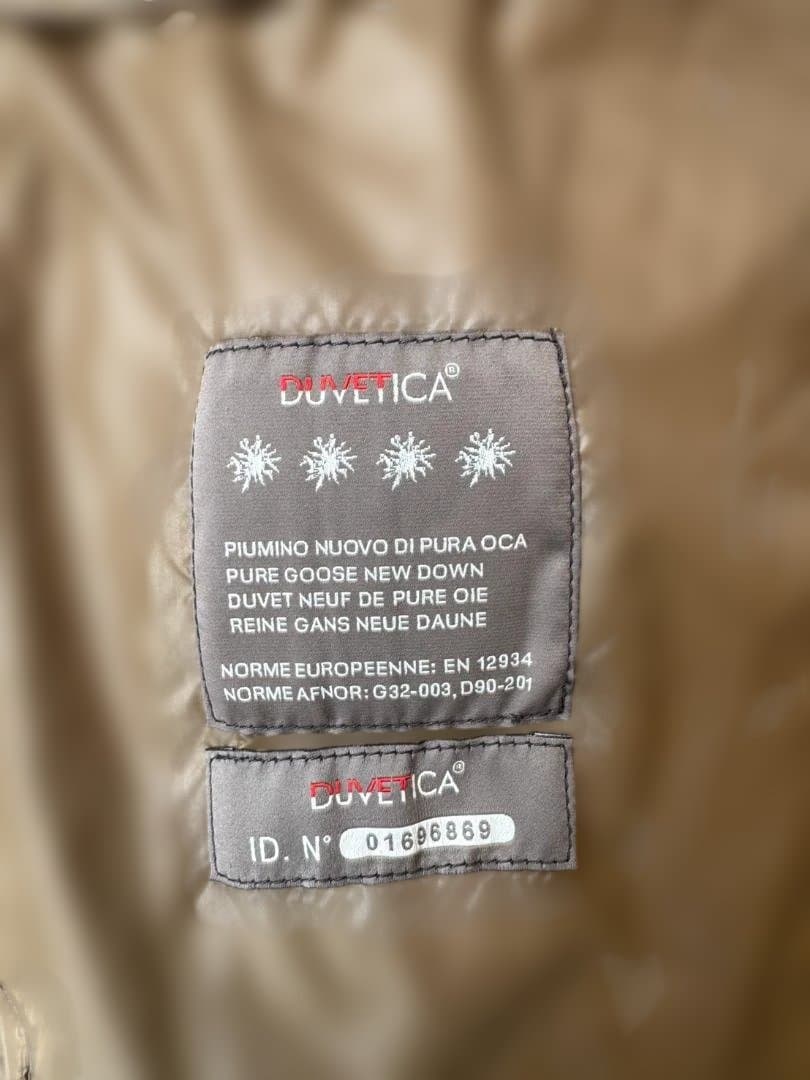 DUVETICA®
PIUMINO NUOVO DI PURA OCA
PURE GOOSE NEW DOWN
DUVET NEUF DE PURE OIE
REINE GANS NEUE DAUNE
NORME EUROPEENNE: EN 12934
NORME AFNOR: G32-003, D90-201
DUVETICA®
ID. N° 01696869